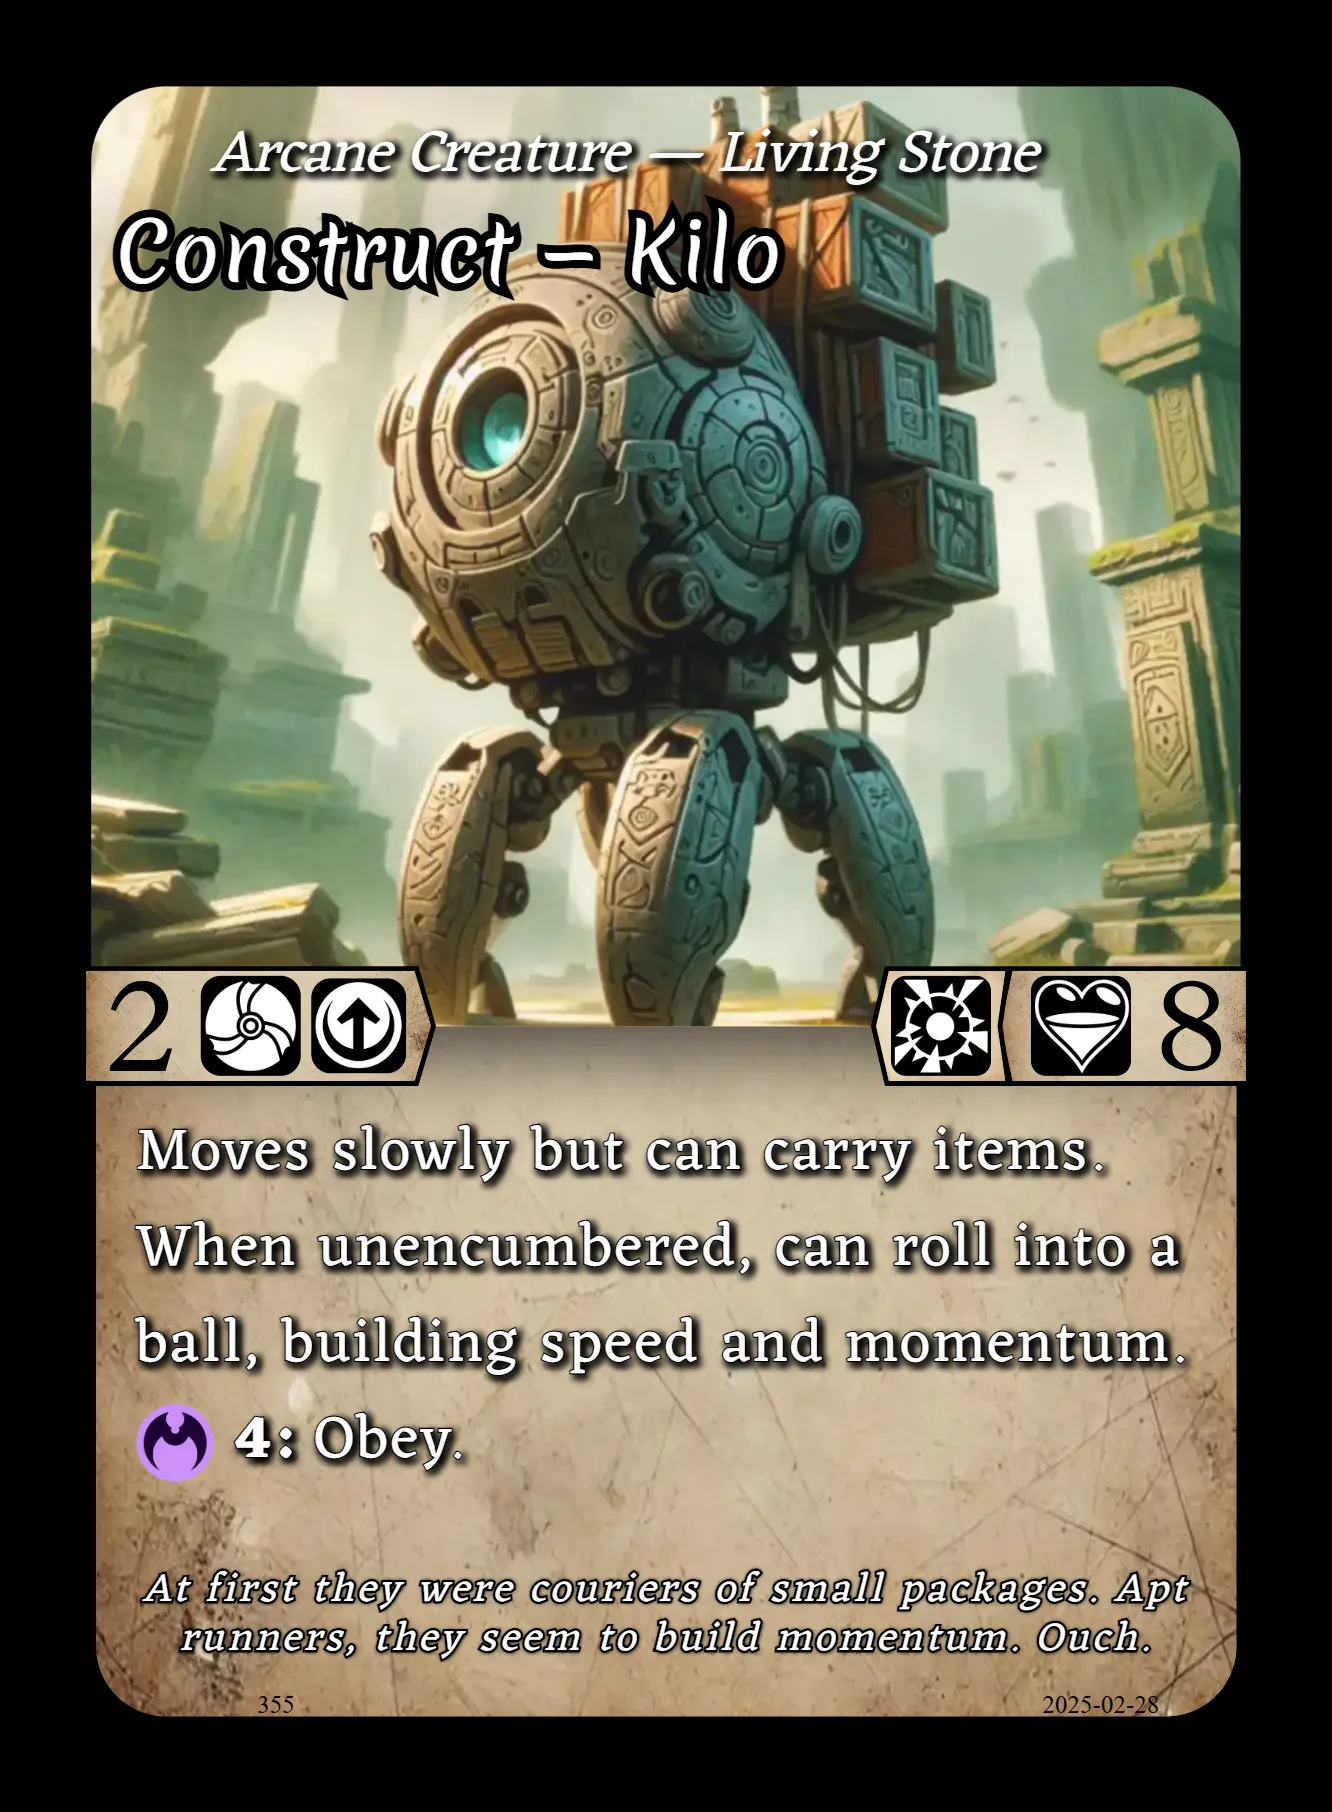 Arcane Creature — Living Stone
Construct – Kilo
2
8
Moves slowly but can carry items.
When unencumbered, can roll into a
ball, building speed and momentum.
4: Obey.
At first they were couriers of small packages. Apt
runners, they seem to build momentum. Ouch.
355
2025-02-28